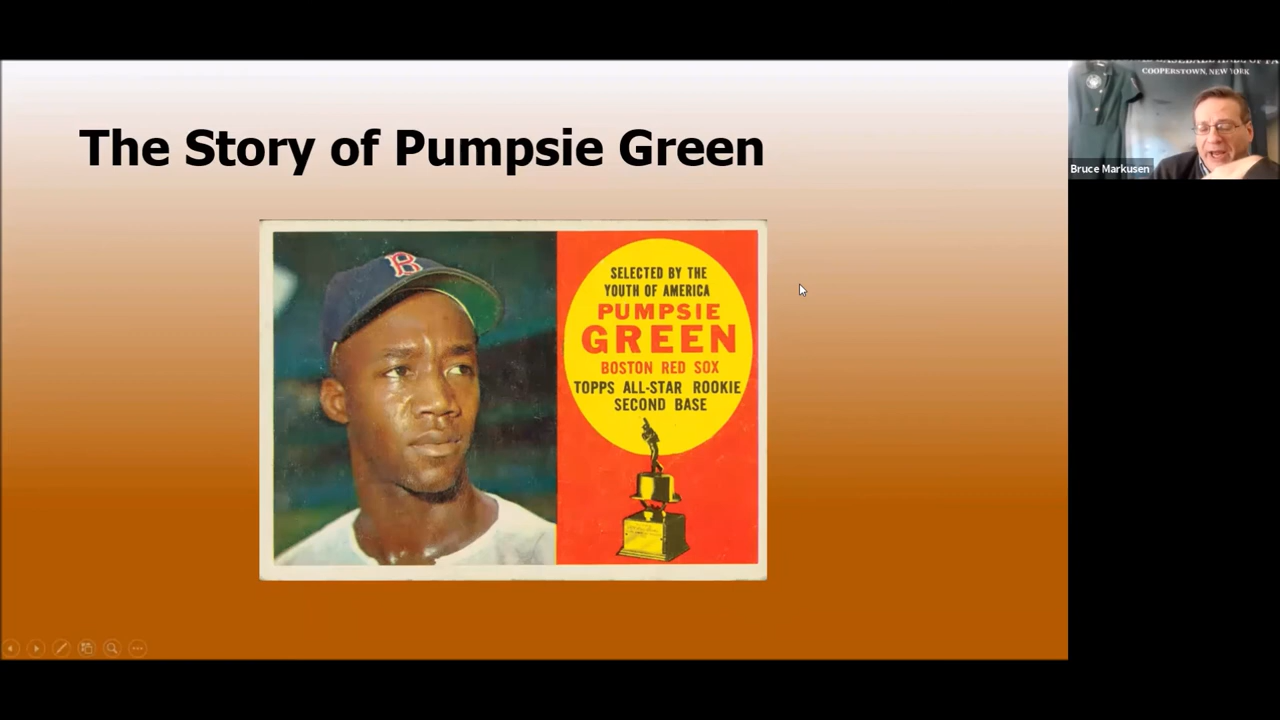 The Story of Pumpsie Green
B
SELECTED BY THE
YOUTH OF AMERICA
PUMPSIE
GREEN
BOSTON RED SOX
TOPPS ALL-STAR ROOKIE
SECOND BASE
COOPERSTOWN, NEW YORK
Bruce Markusen